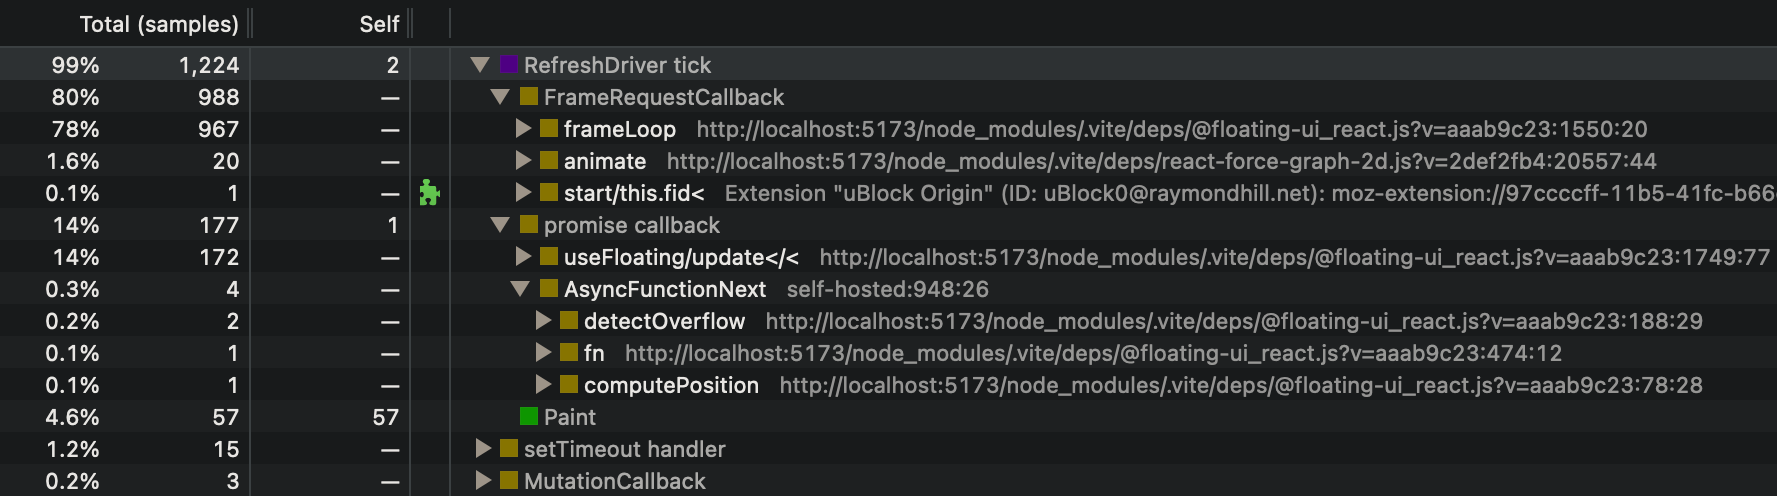 Total (samples) Self
99% 1,224 2 RefreshDriver tick
80% 988 — FrameRequestCallback
78% 967 — frameLoop http://localhost:5173/node_modules/.vite/deps/@floating-ui_react.js?v=aaab9c23:1550:20
1.6% 20 — animate http://localhost:5173/node_modules/.vite/deps/react-force-graph-2d.js?v=2def2fb4:20557:44
0.1% 1 — start/this.fid< Extension "uBlock Origin" (ID: uBlock0@raymondhill.net): moz-extension://97ccccff-11b5-41fc-b66
14% 177 1 promise callback
14% 172 — useFloating/update</< http://localhost:5173/node_modules/.vite/deps/@floating-ui_react.js?v=aaab9c23:1749:77
0.3% 4 — AsyncFunctionNext self-hosted:948:26
0.2% 2 — detectOverflow http://localhost:5173/node_modules/.vite/deps/@floating-ui_react.js?v=aaab9c23:188:29
0.1% 1 — fn http://localhost:5173/node_modules/.vite/deps/@floating-ui_react.js?v=aaab9c23:474:12
0.1% 1 — computePosition http://localhost:5173/node_modules/.vite/deps/@floating-ui_react.js?v=aaab9c23:78:28
4.6% 57 57 Paint
1.2% 15 — setTimeout handler
0.2% 3 — MutationCallback